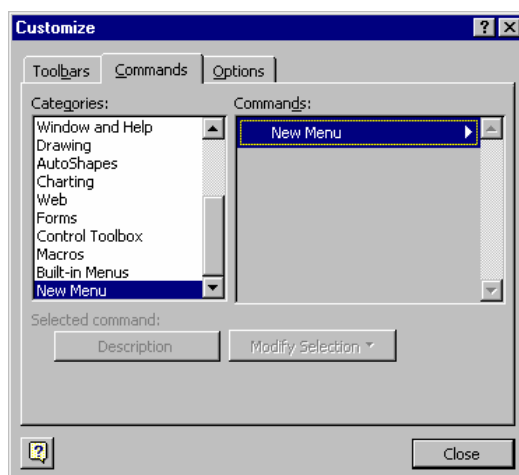 Customize
Toolbars Commands Options
Categories: Commands:
Window and Help
Drawing
AutoShapes
Charting
Web
Forms
Control Toolbox
Macros
Built-in Menus
New Menu
New Menu
Selected command:
Description Modify Selection
Close